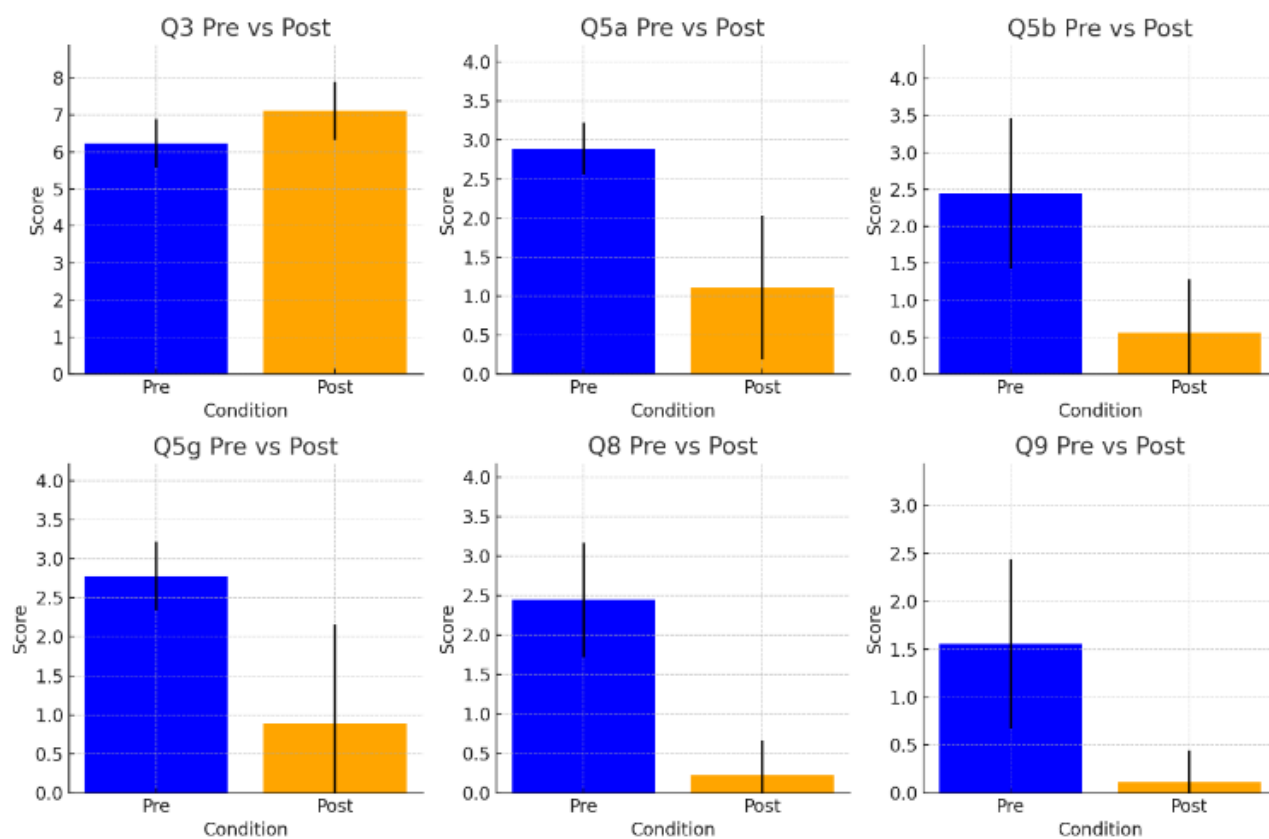 Q3 Pre vs Post
Score
8
7
6
5
4
3
2
1
0
Pre Post
Condition
Q5a Pre vs Post
Score
4.0
3.5
3.0
2.5
2.0
1.5
1.0
0.5
0.0
Pre Post
Condition
Q5b Pre vs Post
Score
4.0
3.5
3.0
2.5
2.0
1.5
1.0
0.5
0.0
Pre Post
Condition
Q5g Pre vs Post
Score
4.0
3.5
3.0
2.5
2.0
1.5
1.0
0.5
0.0
Pre Post
Condition
Q8 Pre vs Post
Score
4.0
3.5
3.0
2.5
2.0
1.5
1.0
0.5
0.0
Pre Post
Condition
Q9 Pre vs Post
Score
3.0
2.5
2.0
1.5
1.0
0.5
0.0
Pre Post
Condition